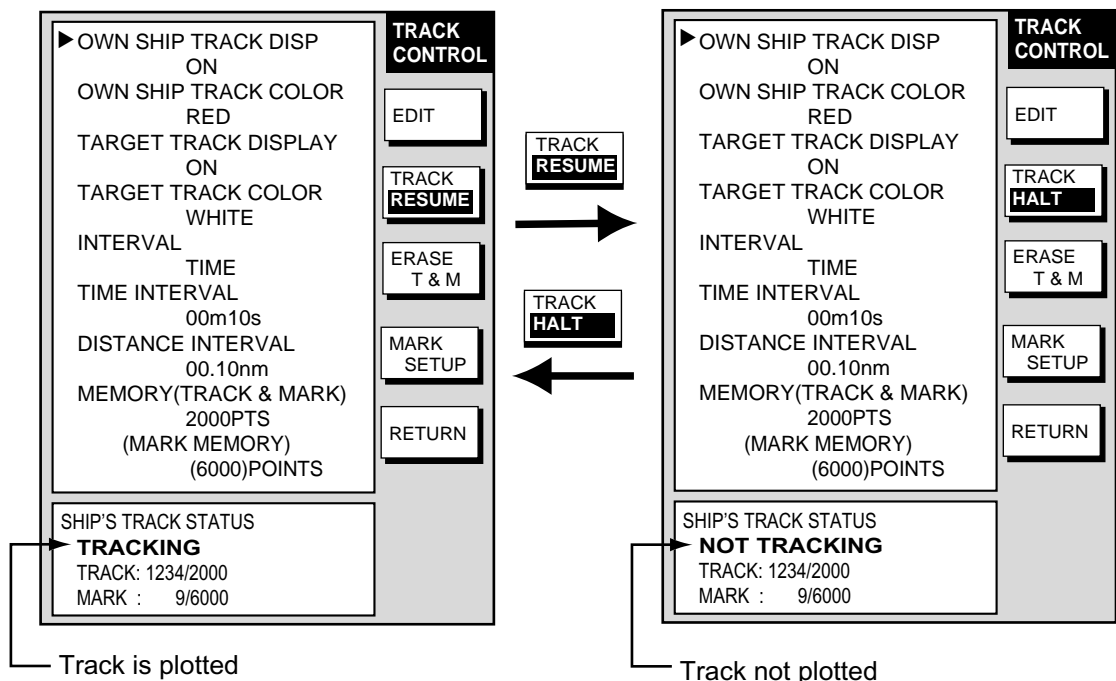 OWN SHIP TRACK DISP
ON
OWN SHIP TRACK COLOR
RED
TARGET TRACK DISPLAY
ON
TARGET TRACK COLOR
WHITE
INTERVAL
TIME
TIME INTERVAL
00m10s
DISTANCE INTERVAL
00.10nm
MEMORY(TRACK & MARK)
2000PTS
(MARK MEMORY)
(6000)POINTS
TRACK
CONTROL
EDIT
TRACK
RESUME
ERASE
T & M
MARK
SETUP
RETURN
SHIP'S TRACK STATUS
TRACKING
TRACK: 1234/2000
MARK : 9/6000
Track is plotted
TRACK
RESUME
TRACK
HALT
OWN SHIP TRACK DISP
ON
OWN SHIP TRACK COLOR
RED
TARGET TRACK DISPLAY
ON
TARGET TRACK COLOR
WHITE
INTERVAL
TIME
TIME INTERVAL
00m10s
DISTANCE INTERVAL
00.10nm
MEMORY(TRACK & MARK)
2000PTS
(MARK MEMORY)
(6000)POINTS
TRACK
CONTROL
EDIT
TRACK
HALT
ERASE
T & M
MARK
SETUP
RETURN
SHIP'S TRACK STATUS
NOT TRACKING
TRACK: 1234/2000
MARK : 9/6000
Track not plotted